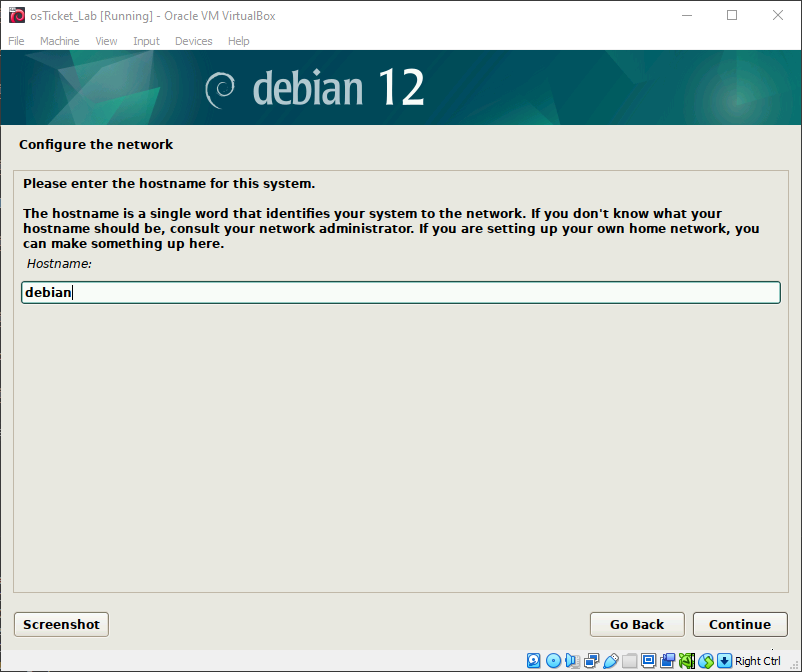 osTicket_Lab [Running] - Oracle VM VirtualBox
File Machine View Input Devices Help
debian 12
Configure the network
Please enter the hostname for this system.
The hostname is a single word that identifies your system to the network. If you don't know what your
hostname should be, consult your network administrator. If you are setting up your own home network, you
can make something up here.
Hostname:
debian
Screenshot
Go Back
Continue
Right Ctrl